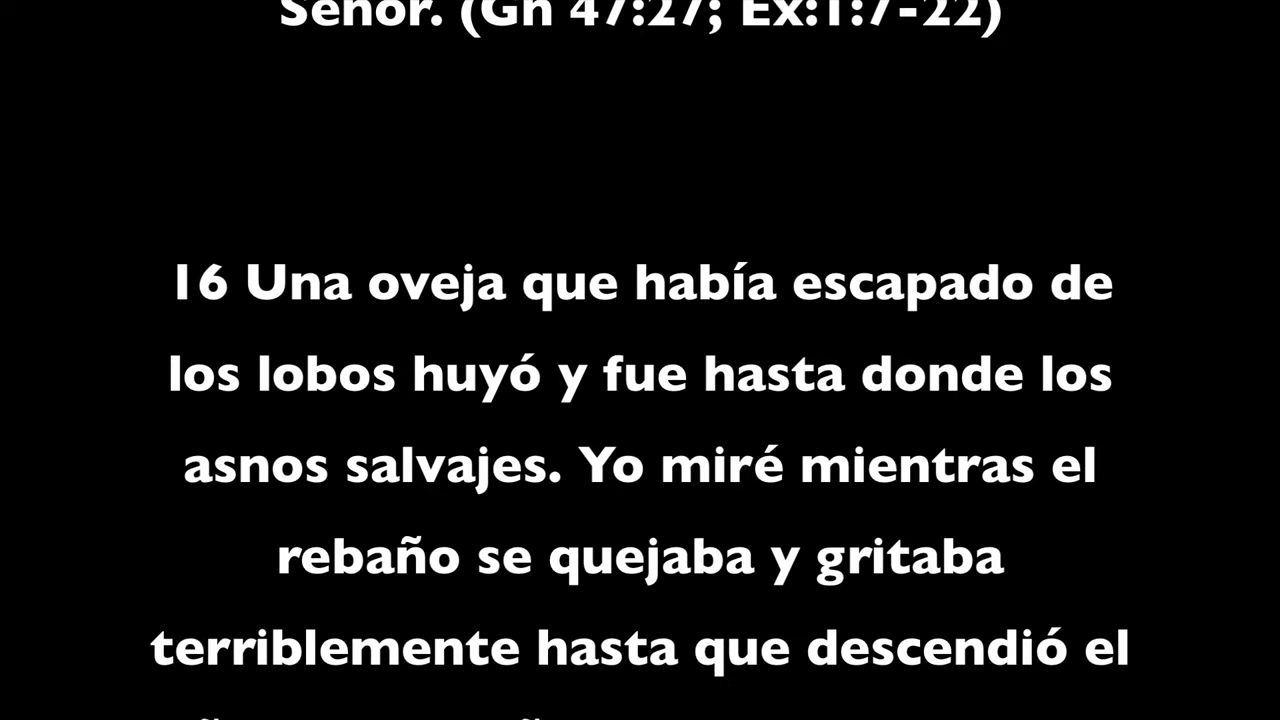 Señor. (Gn 47:27; Ex:1:7-22)
16 Una oveja que había escapado de
los lobos huyó y fue hasta donde los
asnos salvajes. Yo miré mientras el
rebaño se quejaba y gritaba
terriblemente hasta que descendió el